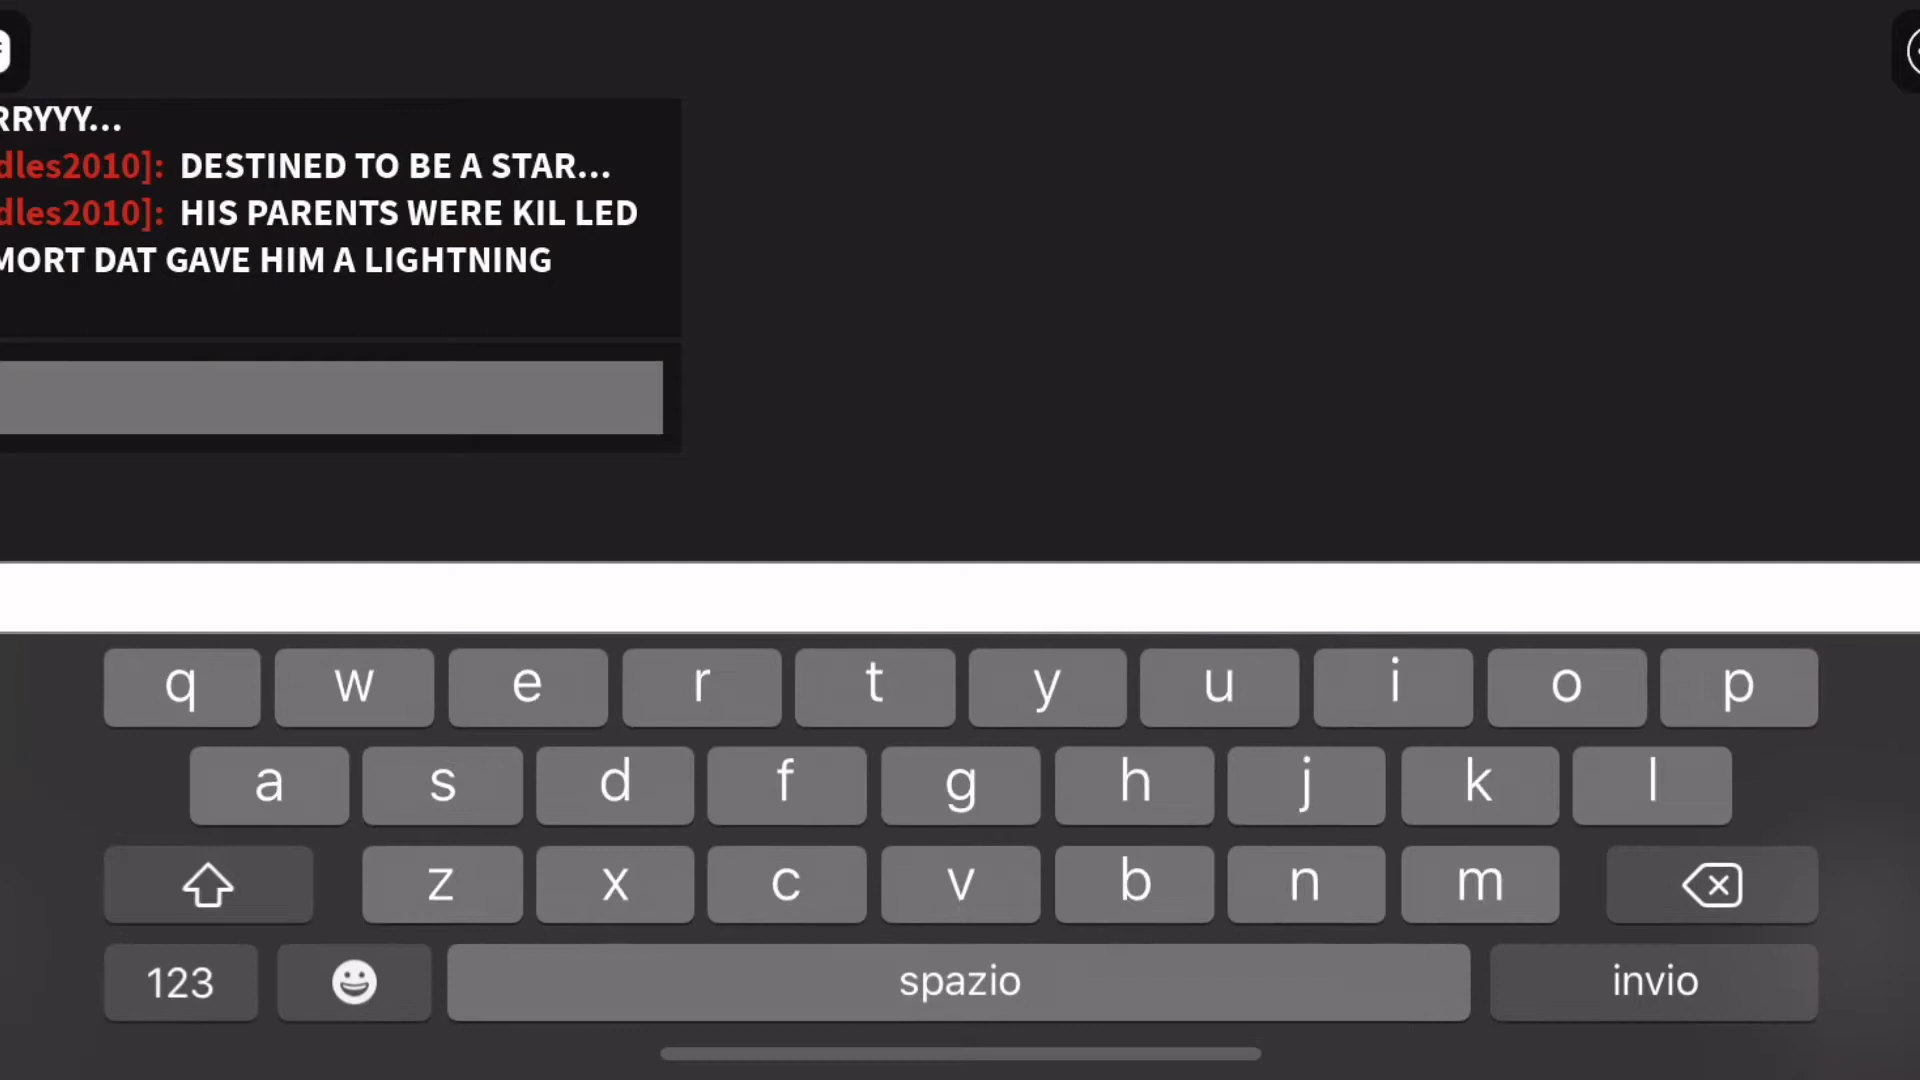 RRYYY...
dles2010]: DESTINED TO BE A STAR...
dles2010]: HIS PARENTS WERE KIL LED
MORT DAT GAVE HIM A LIGHTNING
q w e r t y u i o p
a s d f g h j k l
z x c v b n m
123 spazio invio